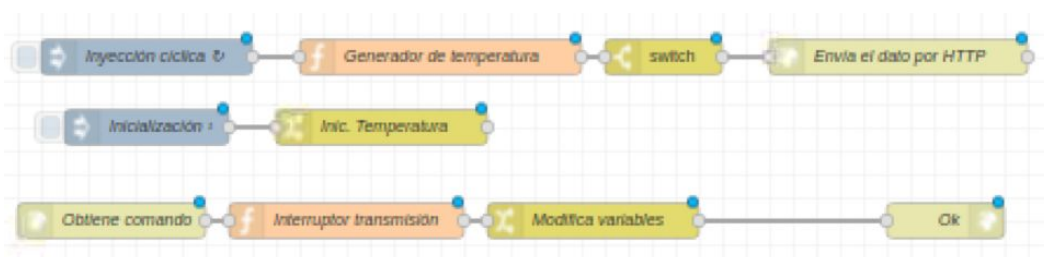 Inyección cíclica ↻
Generador de temperatura
switch
Envía el dato por HTTP
Inicialización ¹
Inic. Temperatura
Obtiene comando
Interruptor transmisión
Modifica variables
Ok